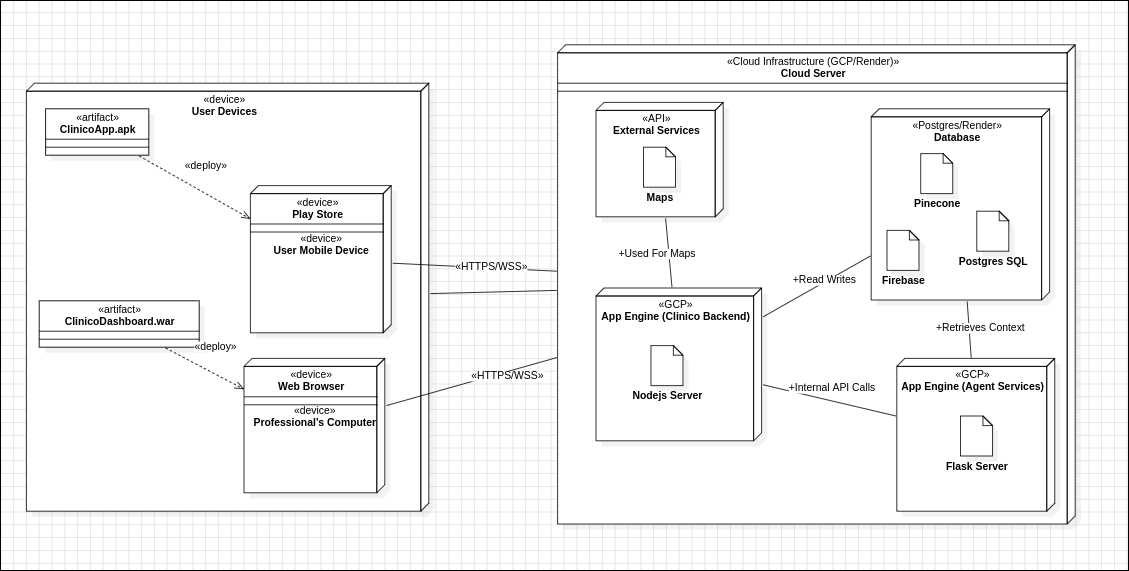 «device»
User Devices
«artifact»
ClinicoApp.apk
«deploy»
«device»
Play Store
«device»
User Mobile Device
«artifact»
ClinicoDashboard.war
«deploy»
«device»
Web Browser
«device»
Professional's Computer
«HTTPS/WSS»
«HTTPS/WSS»
«Cloud Infrastructure (GCP/Render)»
Cloud Server
«API»
External Services
Maps
+Used For Maps
«GCP»
App Engine (Clinico Backend)
Nodejs Server
+Read Writes
+Internal API Calls
«Postgres/Render»
Database
Pinecone
Postgres SQL
Firebase
+Retrieves Context
«GCP»
App Engine (Agent Services)
Flask Server